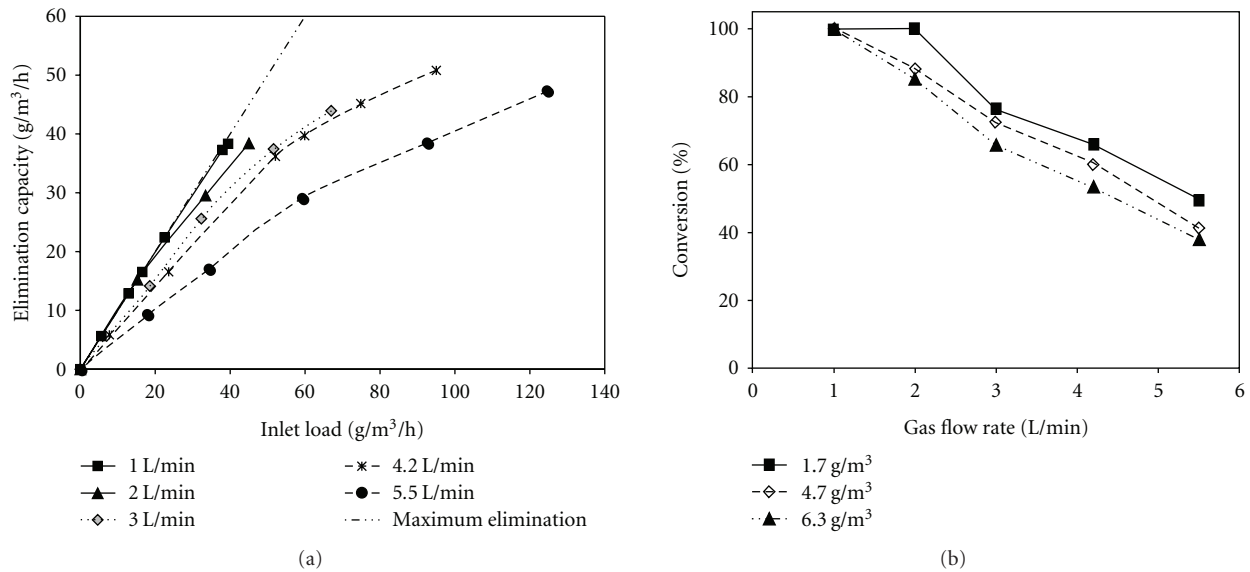 60
50
40
30
20
10
0
Elimination capacity (g/m³/h)
0 20 40 60 80 100 120 140
Inlet load (g/m³/h)
1 L/min
2 L/min
3 L/min
4.2 L/min
5.5 L/min
Maximum elimination
(a)
100
80
60
40
20
0
Conversion (%)
0 1 2 3 4 5 6
Gas flow rate (L/min)
1.7 g/m³
4.7 g/m³
6.3 g/m³
(b)